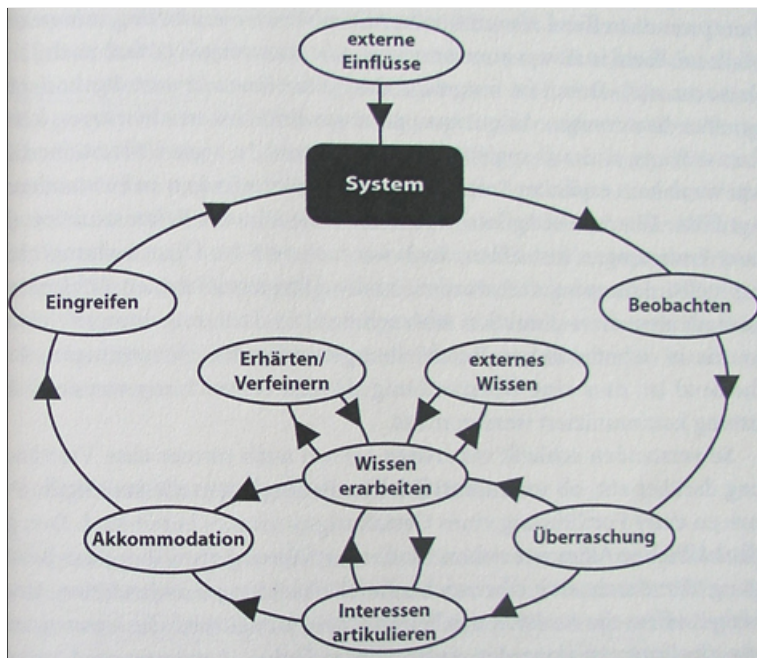 externe
Einflüsse
System
Eingreifen
Beobachten
Erhärten/
Verfeinern
externes
Wissen
Wissen
erarbeiten
Akkommodation
Überraschung
Interessen
artikulieren